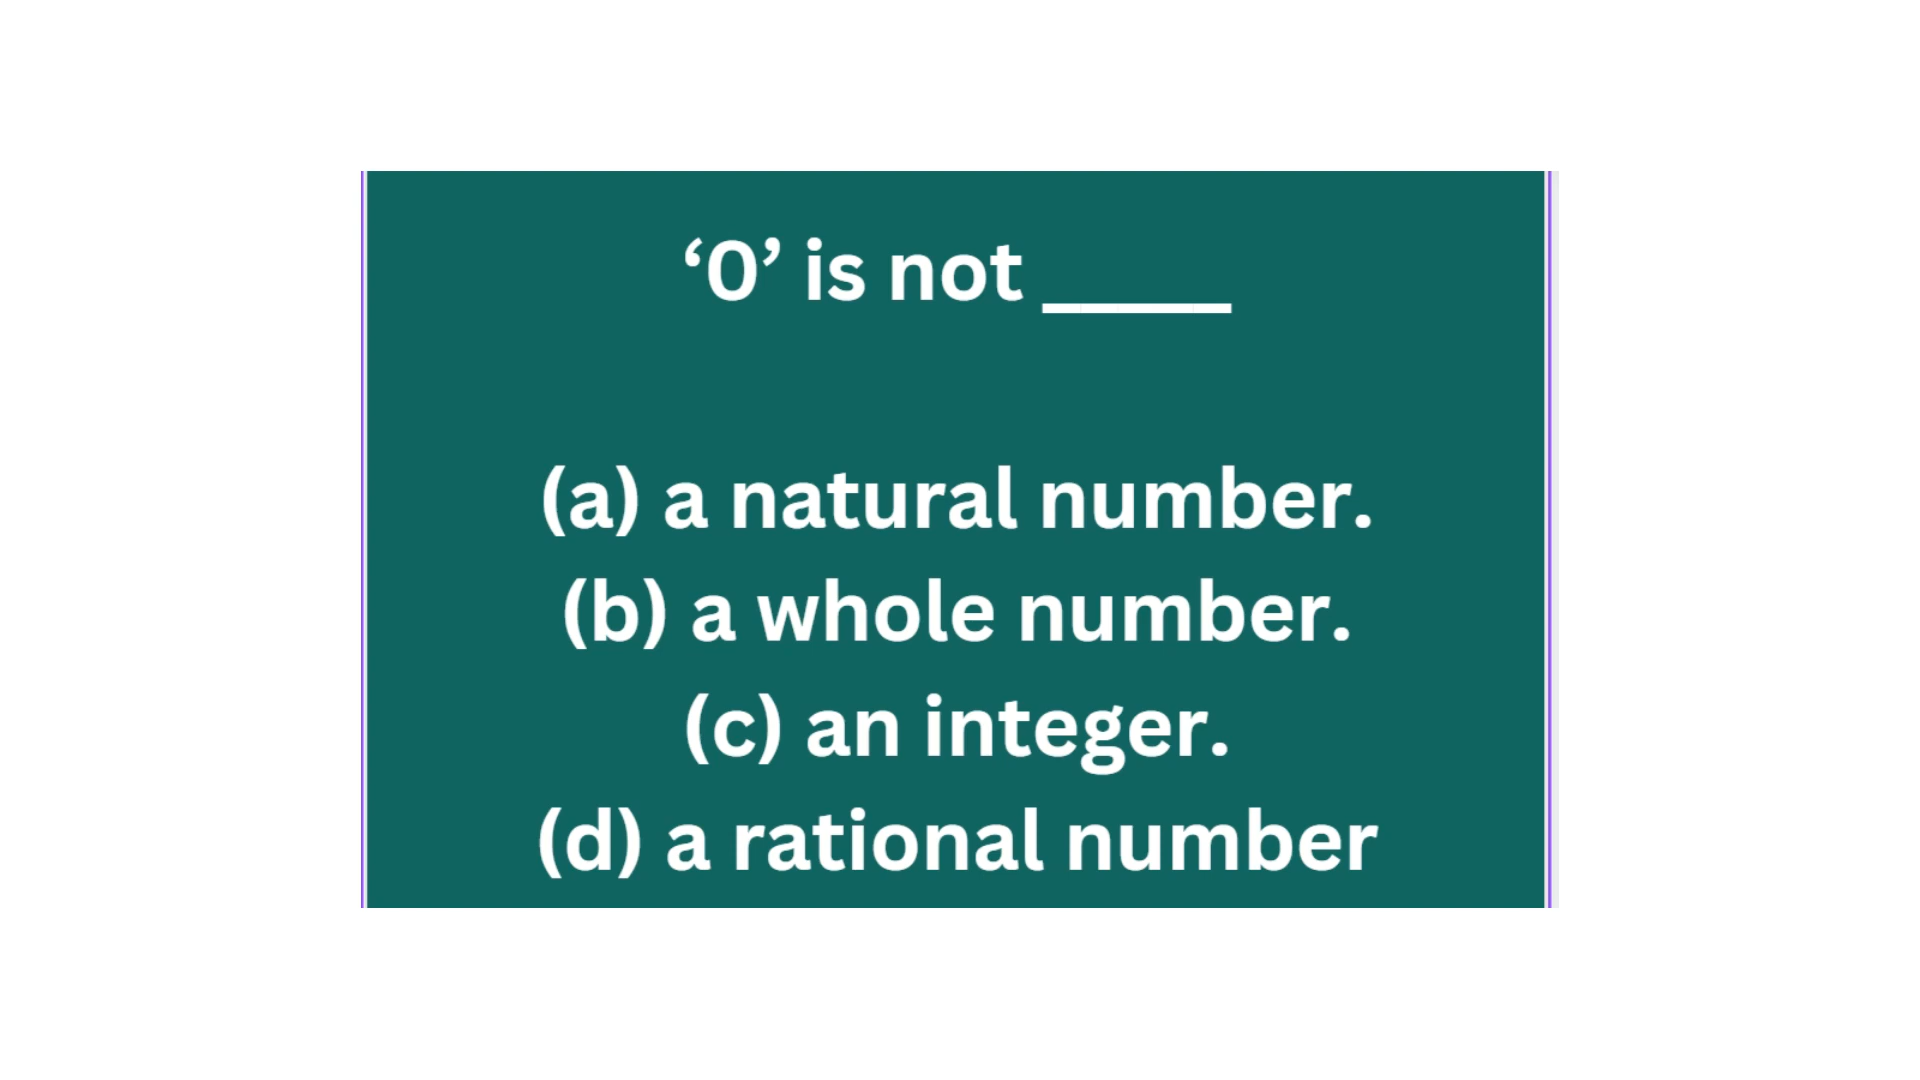 ‘0’ is not _____
(a) a natural number.
(b) a whole number.
(c) an integer.
(d) a rational number